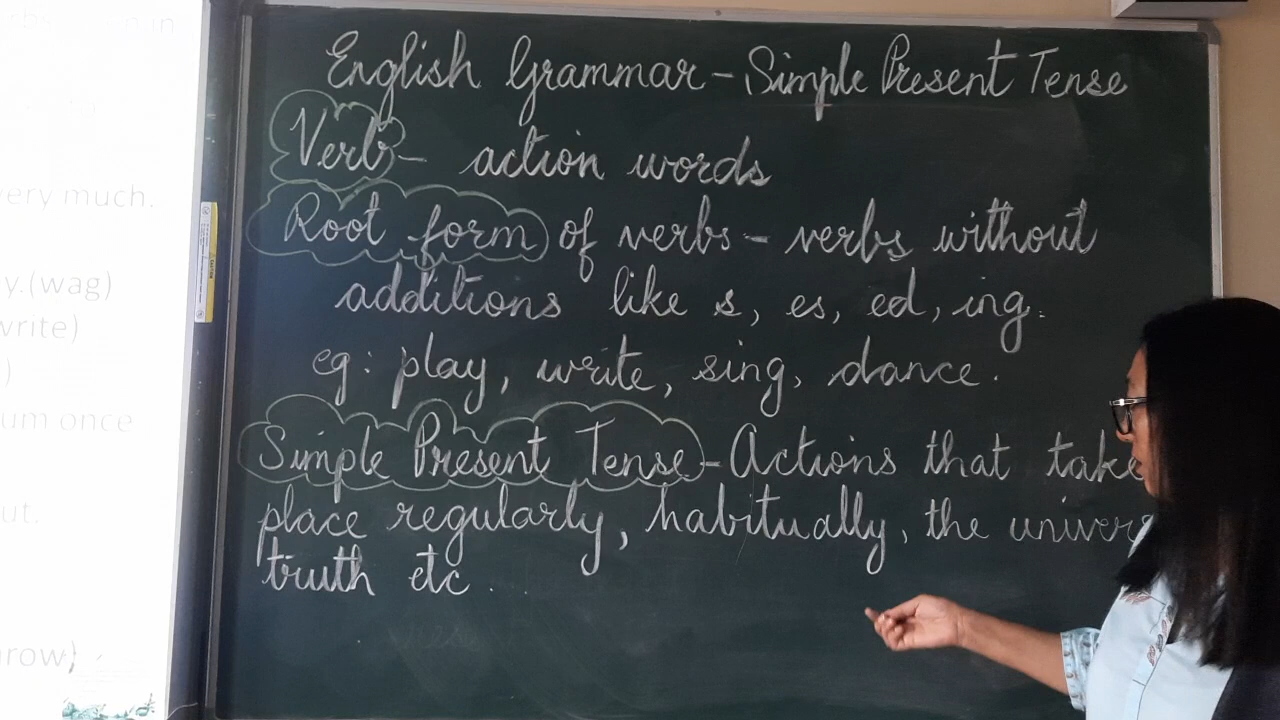 very much.
y.(wag)
write)
)
um once
ut.
row)
English Grammar - Simple Present Tense
Verb - action words
Root form of verbs - verbs without
additions like s, es, ed, ing.
eg: play, write, sing, dance.
Simple Present Tense - Actions that take
place regularly, habitually, the univers
truth etc.